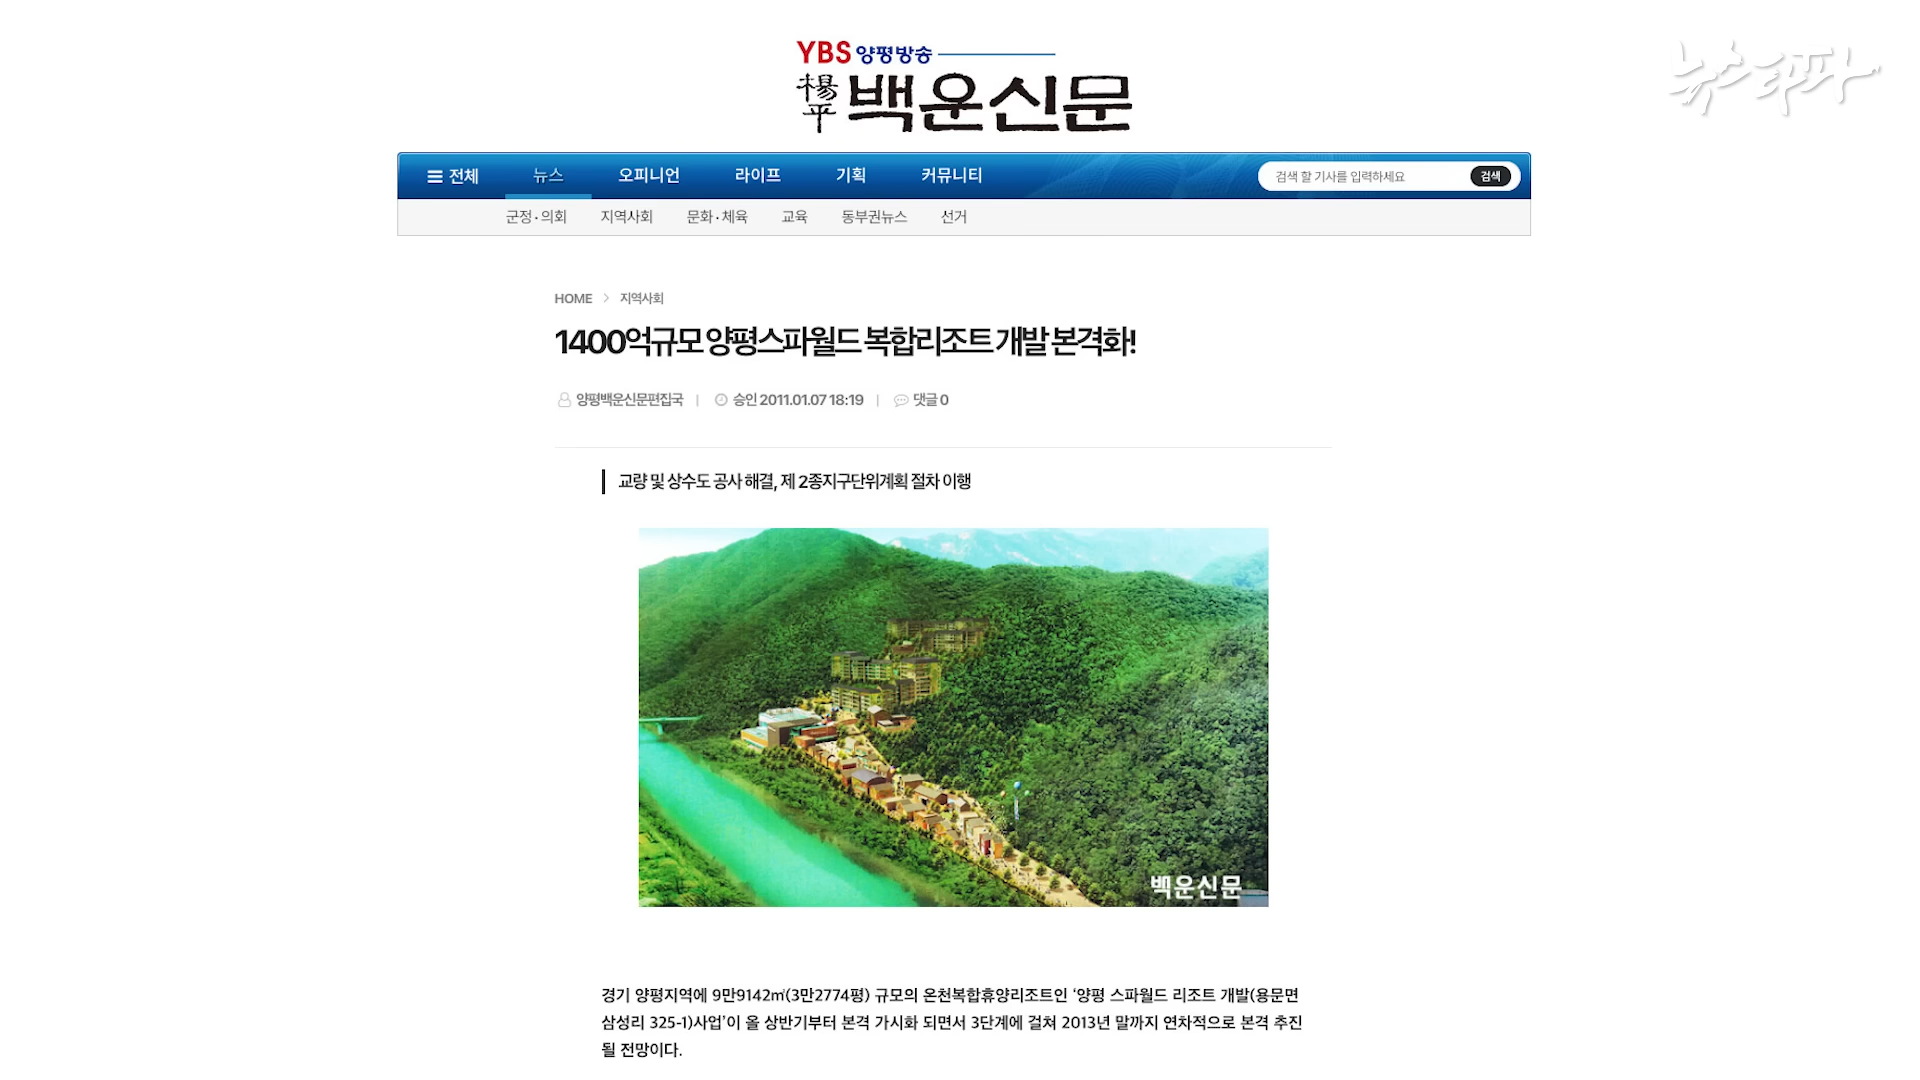 YBS 양평방송
楊平 백운신문
뉴스타파
전체 뉴스 오피니언 라이프 기획 커뮤니티 검색 할 기사를 입력하세요 검색
군정·의회 지역사회 문화·체육 교육 동부권뉴스 선거
HOME > 지역사회
1400억규모 양평스파월드 복합리조트 개발 본격화!
양평백운신문편집국 | 승인 2011.01.07 18:19 | 댓글 0
교량 및 상수도 공사 해결, 제 2종지구단위계획 절차 이행
백운신문
경기 양평지역에 9만9142㎡(3만2774평) 규모의 온천복합휴양리조트인 ‘양평 스파월드 리조트 개발(용문면
삼성리 325-1)사업’이 올 상반기부터 본격 가시화 되면서 3단계에 걸쳐 2013년 말까지 연차적으로 본격 추진
될 전망이다.